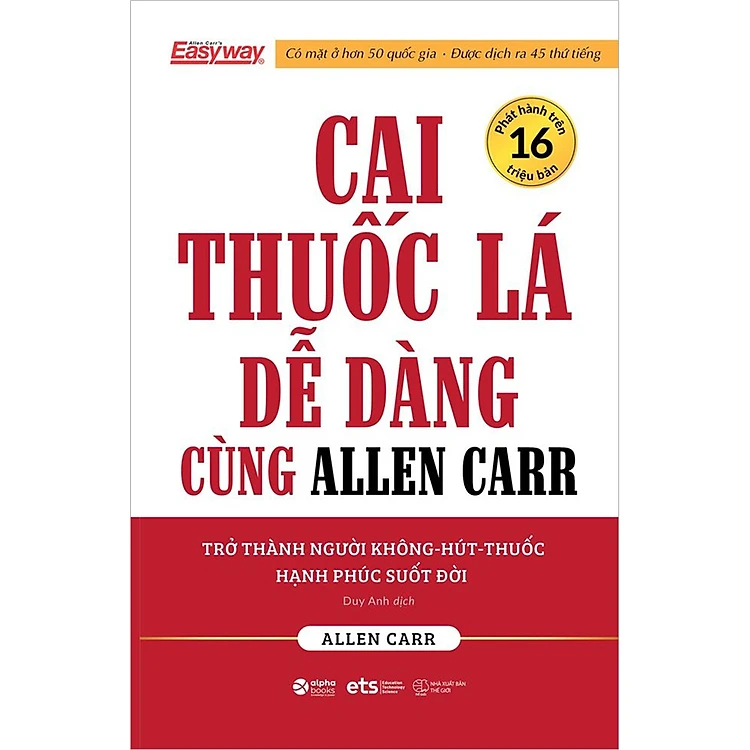 Allen Carr's
Easyway®
Có mặt ở hơn 50 quốc gia · Được dịch ra 45 thứ tiếng
Phát hành trên
16
triệu bản
CAI
THUỐC LÁ
DỄ DÀNG
CÙNG ALLEN CARR
TRỞ THÀNH NGƯỜI KHÔNG-HÚT-THUỐC
HẠNH PHÚC SUỐT ĐỜI
Duy Anh dịch
ALLEN CARR
alpha
books
ets
Education
Technology
Science
NHÀ XUẤT BẢN
THẾ GIỚI